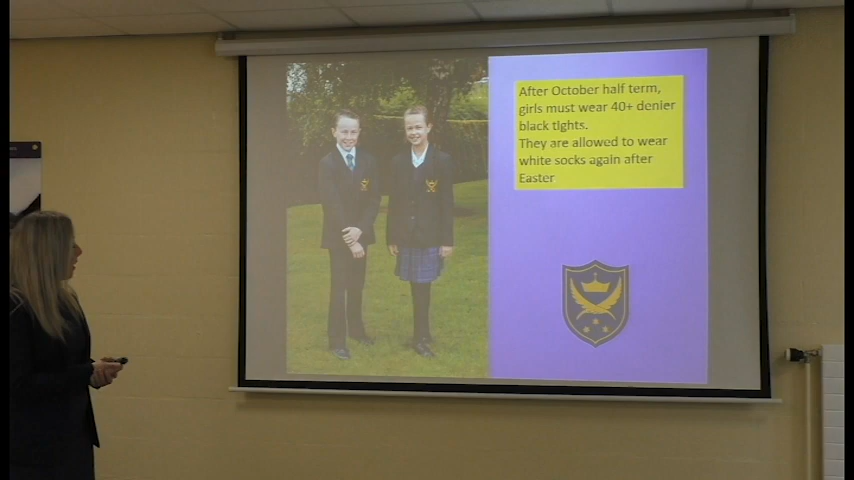 After October half term,
girls must wear 40+ denier
black tights.
They are allowed to wear
white socks again after
Easter